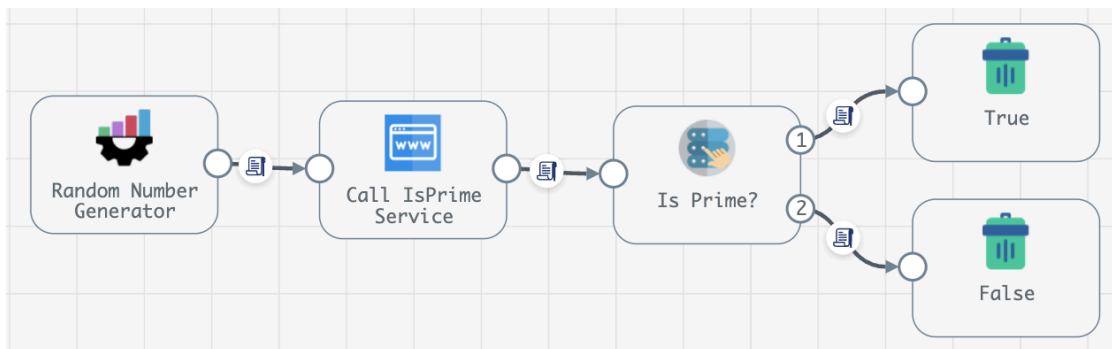 Random Number
Generator
www
Call IsPrime
Service
Is Prime?
1
2
True
False